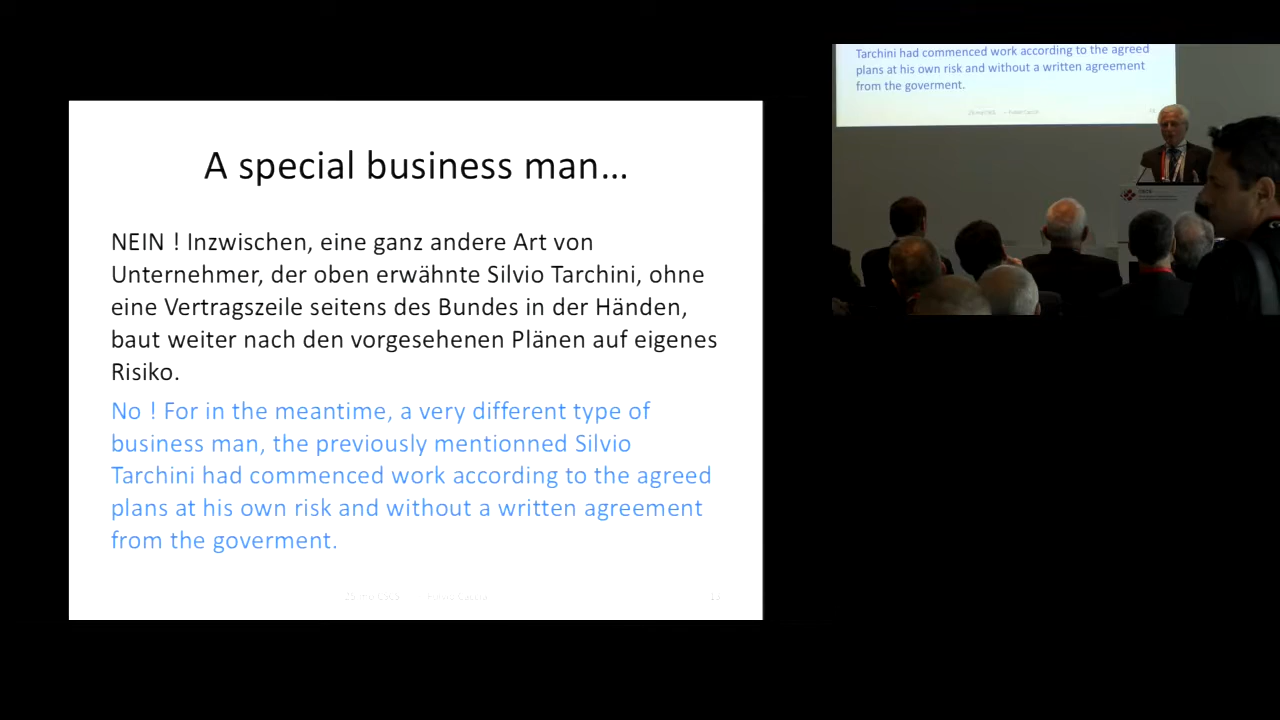 A special business man...
NEIN ! Inzwischen, eine ganz andere Art von
Unternehmer, der oben erwähnte Silvio Tarchini, ohne
eine Vertragszeile seitens des Bundes in der Händen,
baut weiter nach den vorgesehenen Plänen auf eigenes
Risiko.
No ! For in the meantime, a very different type of
business man, the previously mentionned Silvio
Tarchini had commenced work according to the agreed
plans at his own risk and without a written agreement
from the goverment.
Tarchini had commenced work according to the agreed
plans at his own risk and without a written agreement
from the goverment.
CSCS